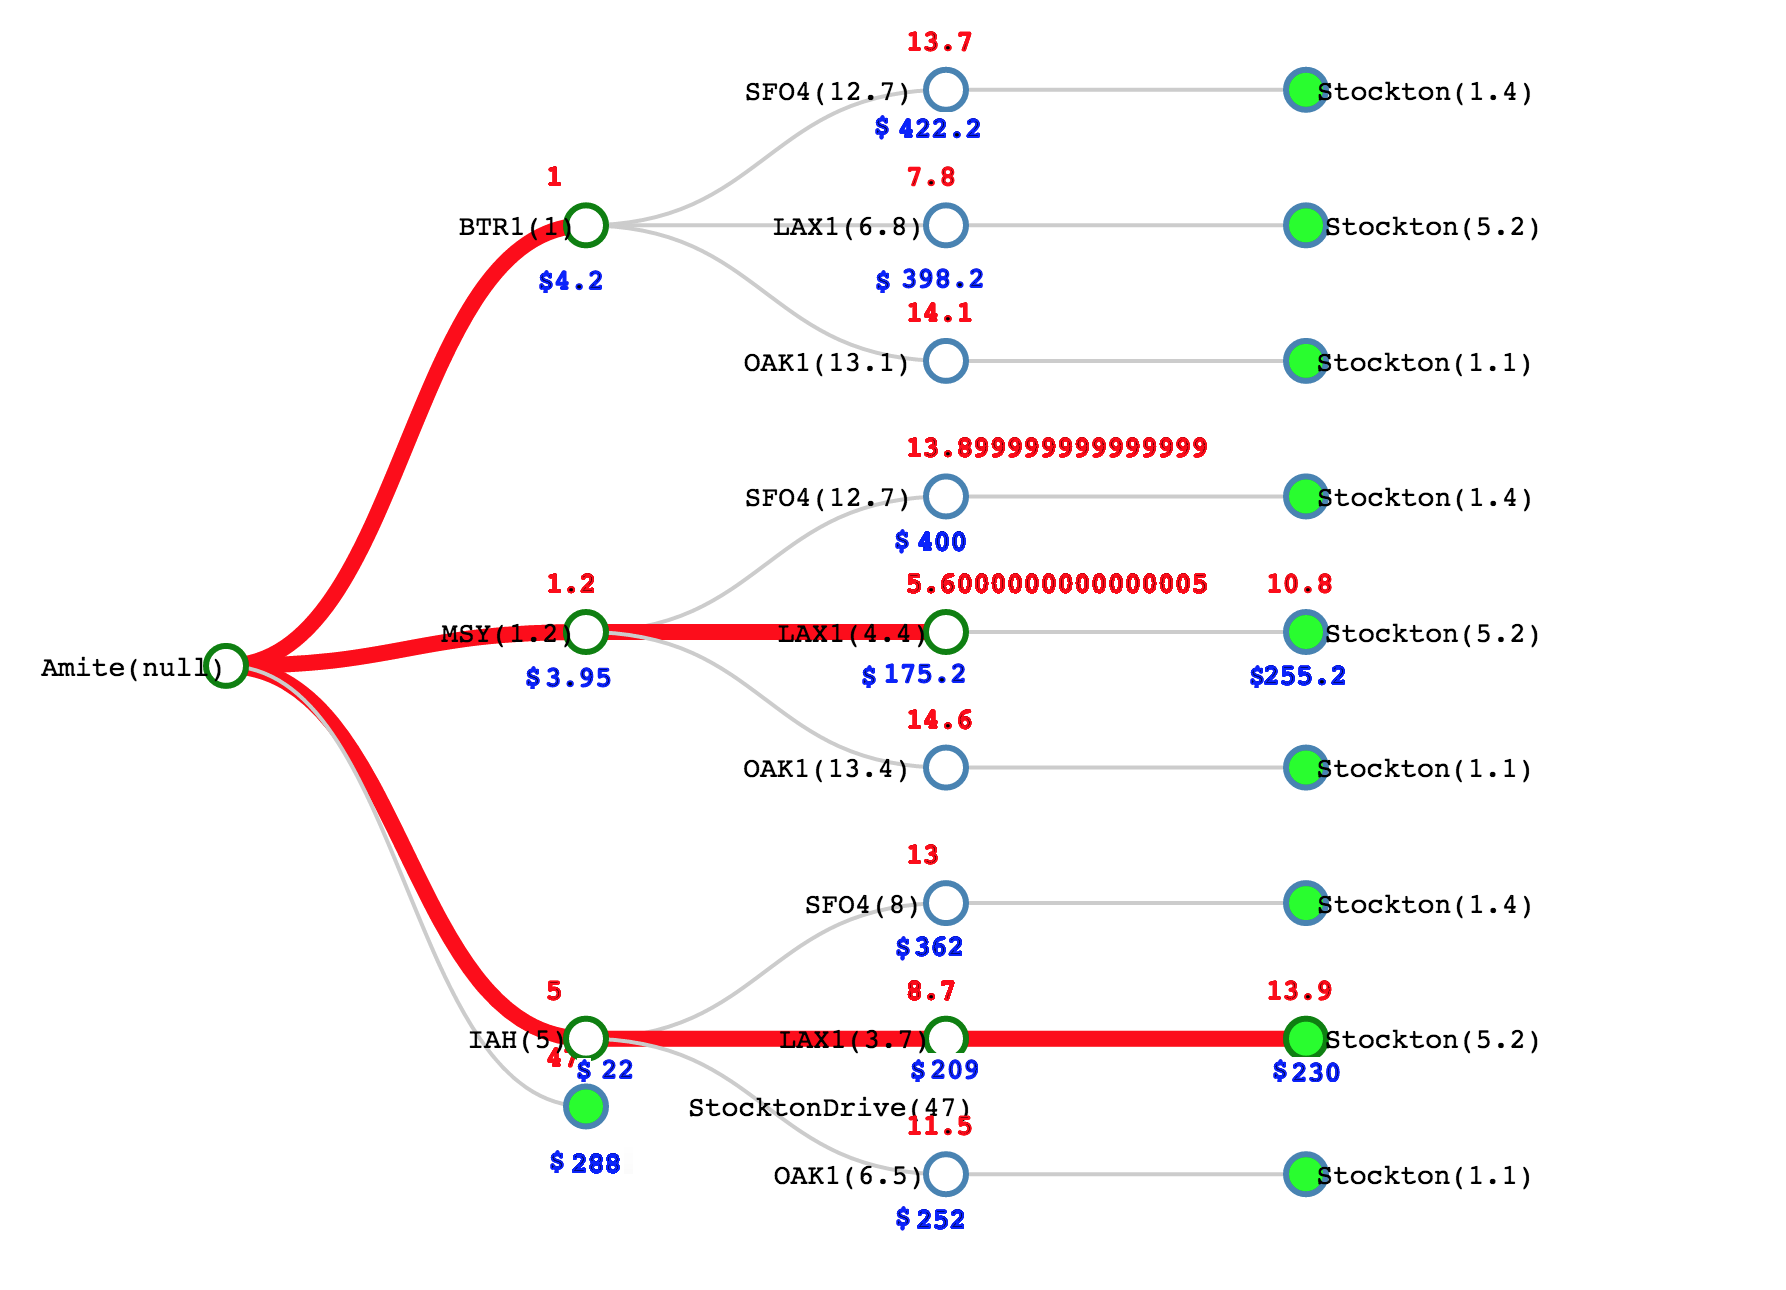 13.7
SFO4(12.7)
Stockton(1.4)
$ 422.2
1
7.8
BTR1(1)
LAX1(6.8)
Stockton(5.2)
$4.2
$ 398.2
14.1
OAK1(13.1)
Stockton(1.1)
13.899999999999999
SFO4(12.7)
Stockton(1.4)
$ 400
1.2
5.6000000000000005
10.8
MSY(1.2)
LAX1(4.4)
Stockton(5.2)
Amite(null)
$ 3.95
$ 175.2
$255.2
14.6
OAK1(13.4)
Stockton(1.1)
13
SFO4(8)
Stockton(1.4)
$ 362
5
8.7
13.9
IAH(5)
LAX1(3.7)
Stockton(5.2)
47
$ 22
$ 209
$ 230
StocktonDrive(47)
11.5
$ 288
OAK1(6.5)
Stockton(1.1)
$ 252